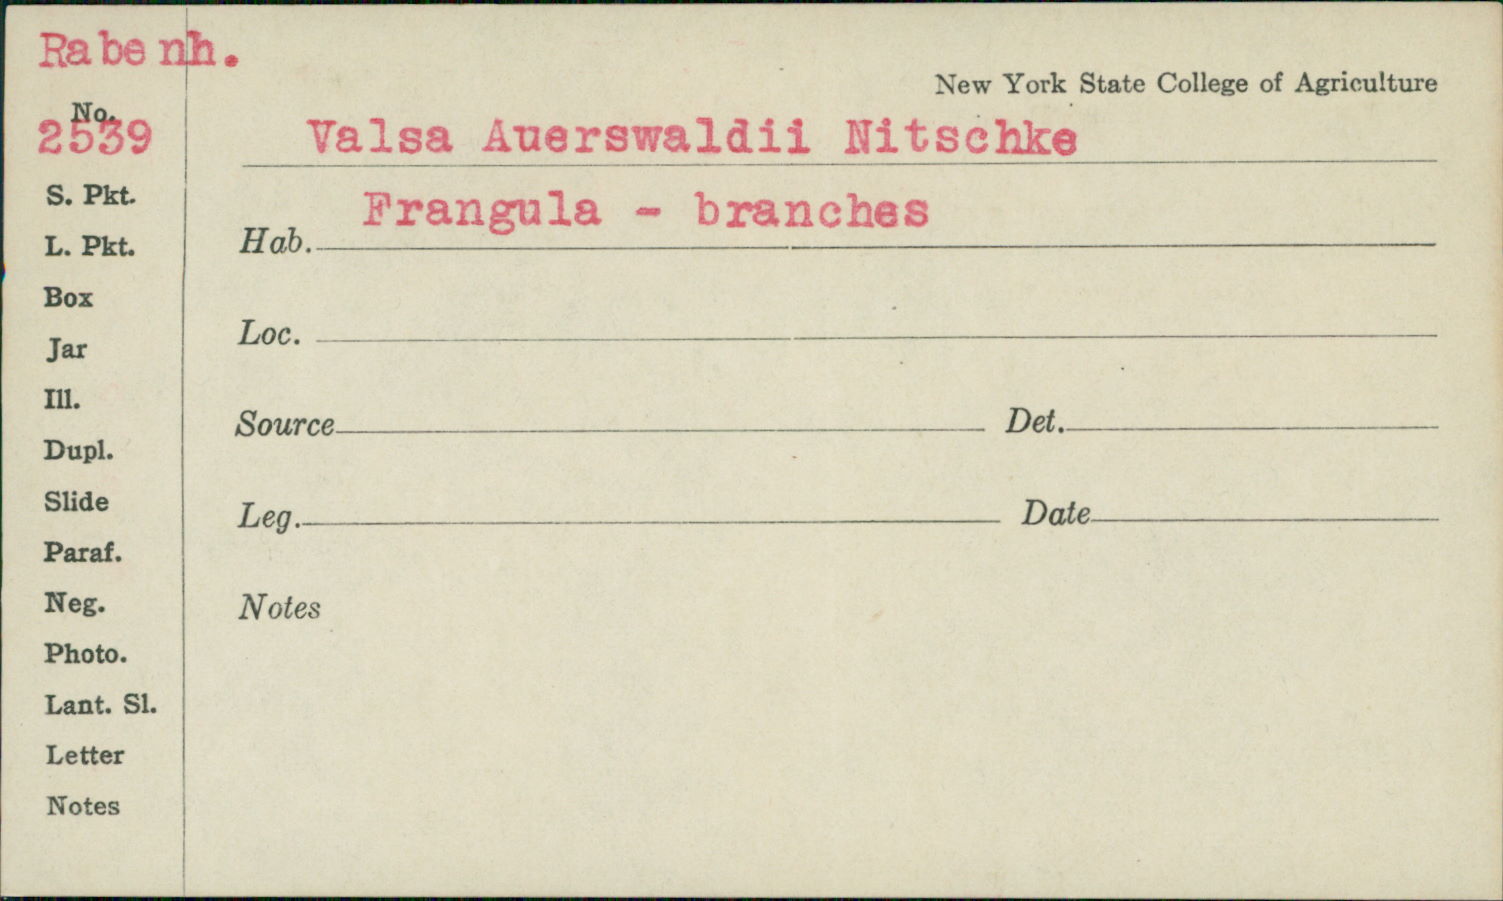 Rabenh.
New York State College of Agriculture
No.
2539
Valsa Auerswaldii Nitschke
Frangula - branches
Hab.
Loc.
Source
Det.
Leg.
Date
Notes
S. Pkt.
L. Pkt.
Box
Jar
Ill.
Dupl.
Slide
Paraf.
Neg.
Photo.
Lant. Sl.
Letter
Notes